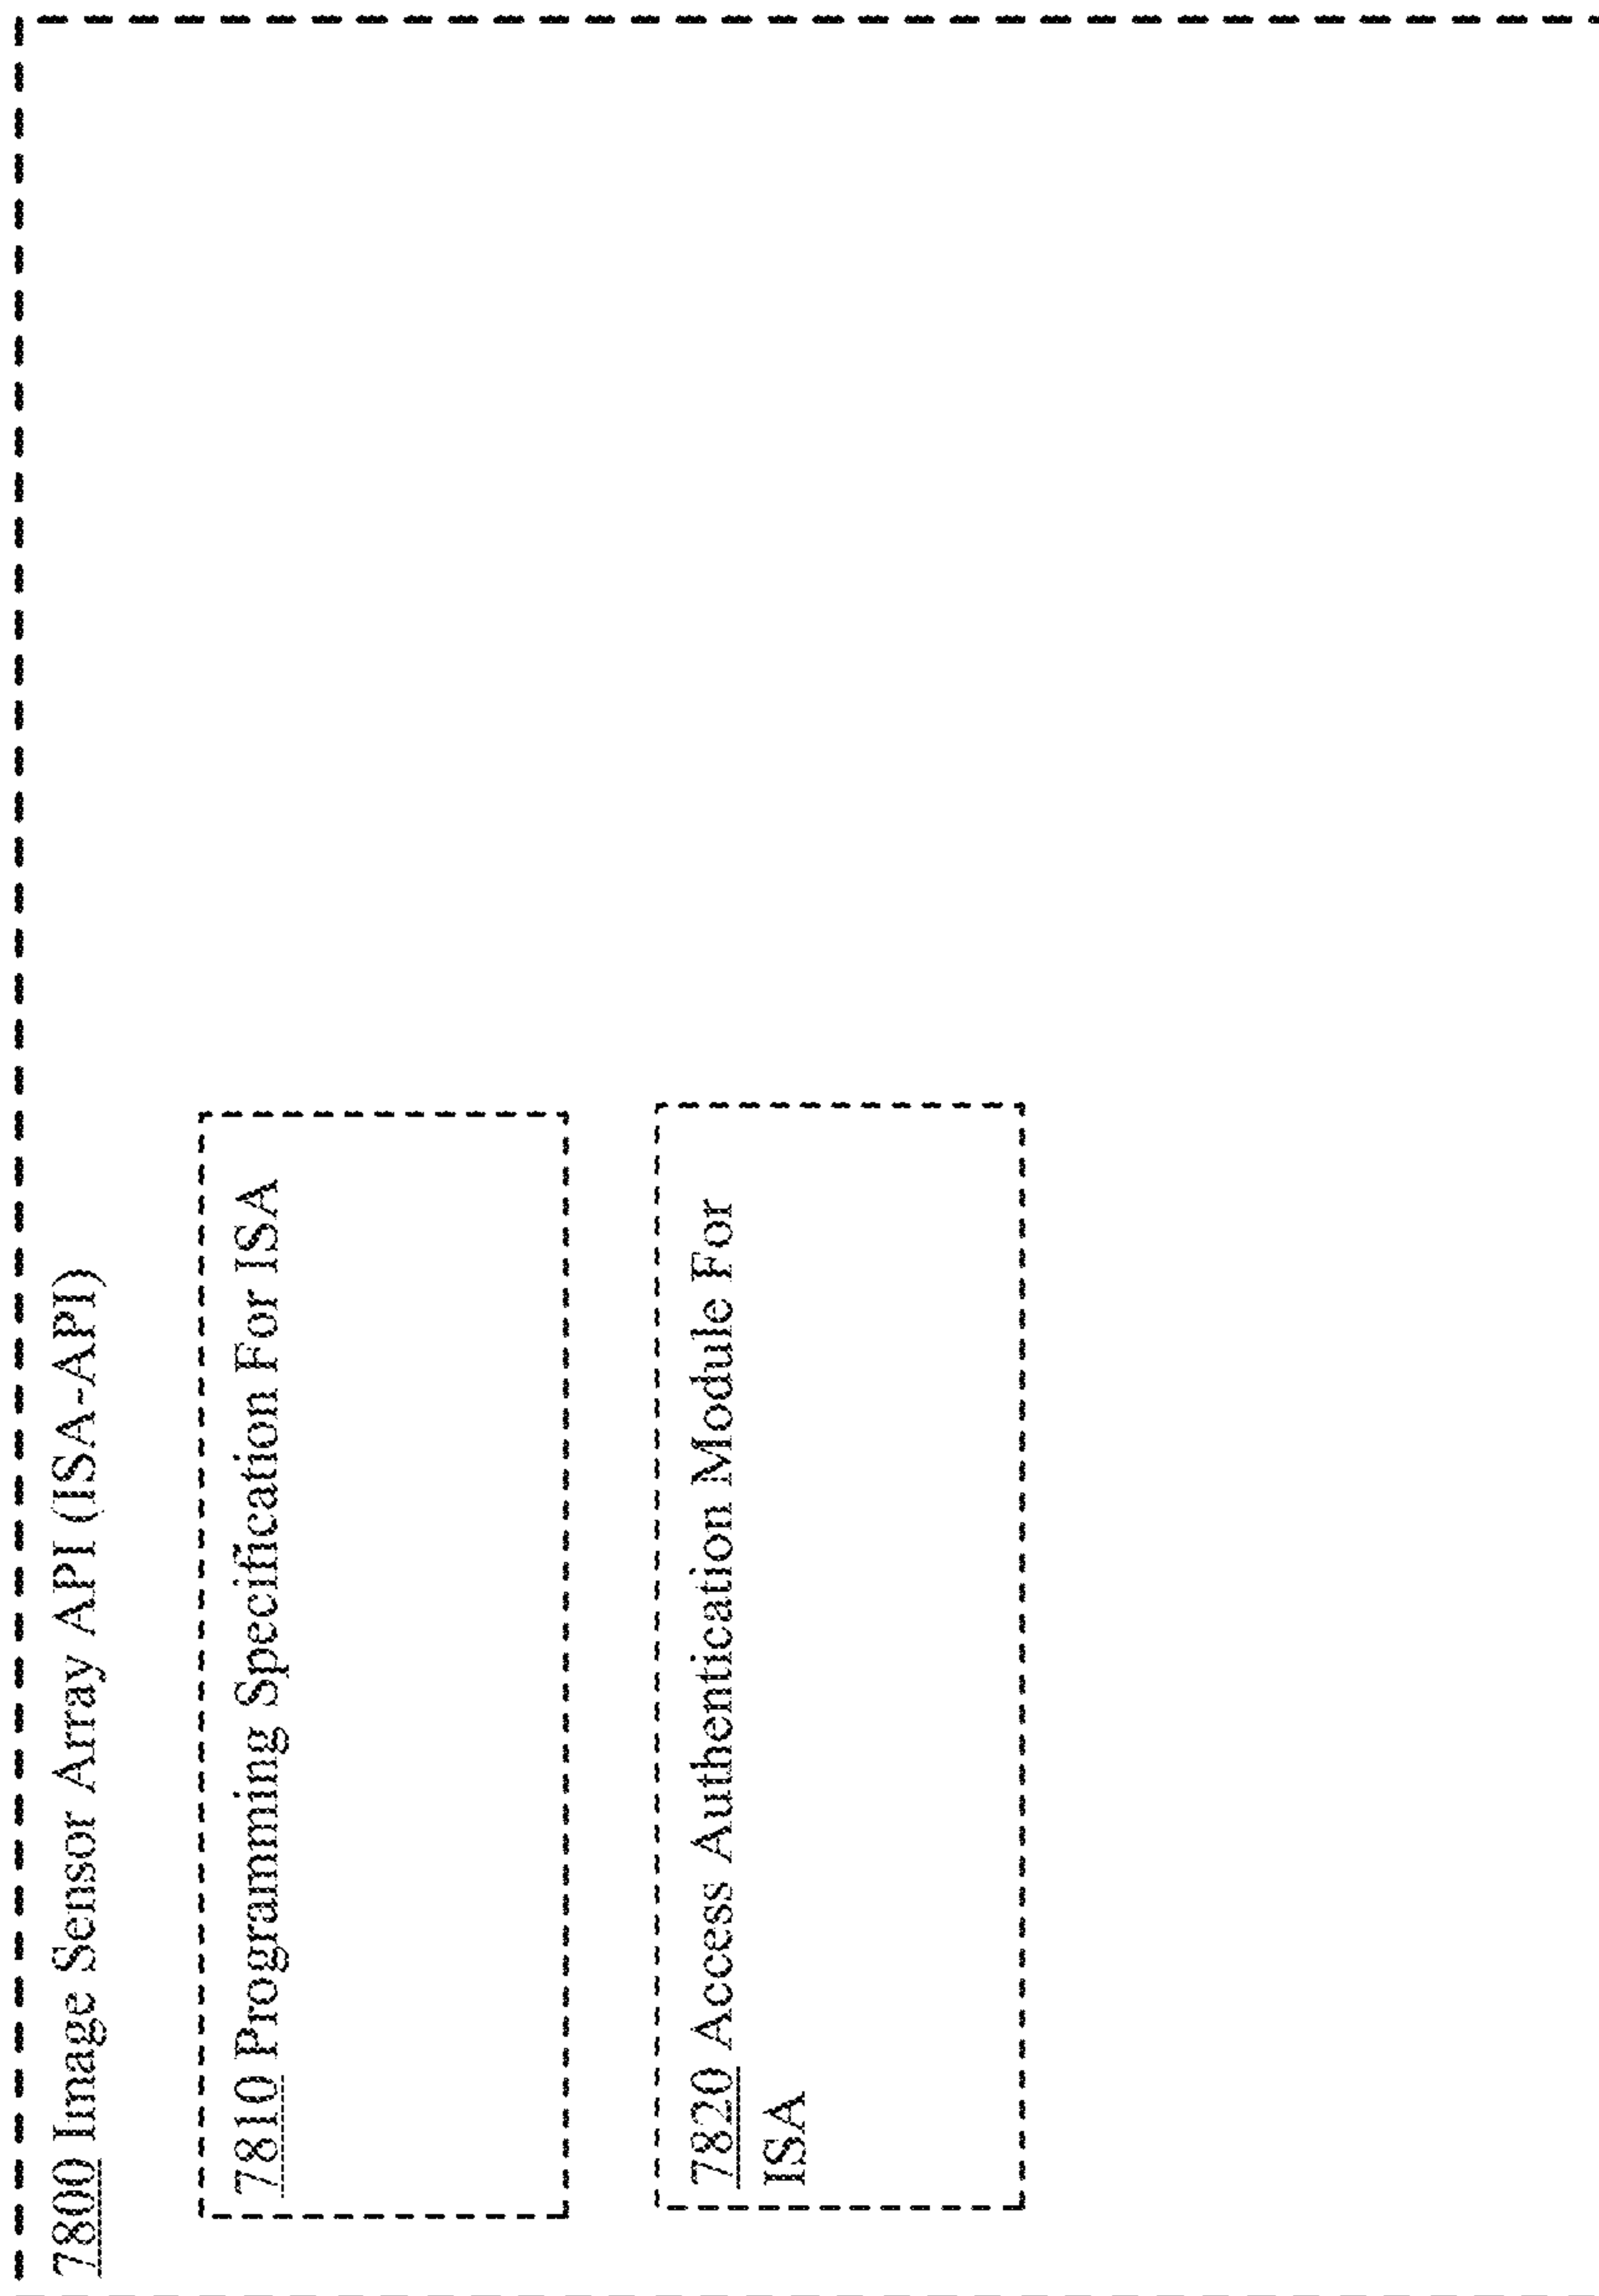 7800 Image Sensor Array API (ISA-API)
7810 Programming Specification For ISA
7820 Access Authentication Module For
ISA